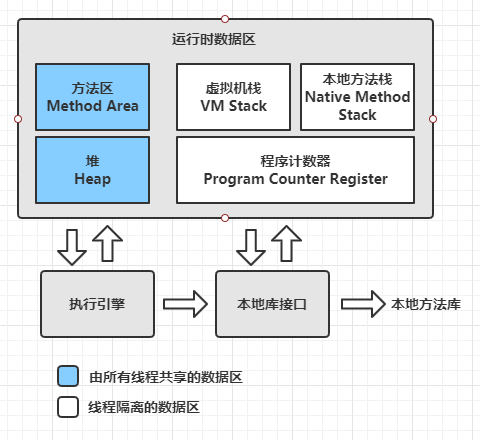 运行时数据区
方法区
Method Area
虚拟机栈
VM Stack
本地方法栈
Native Method
Stack
堆
Heap
程序计数器
Program Counter Register
执行引擎
本地库接口
本地方法库
由所有线程共享的数据区
线程隔离的数据区